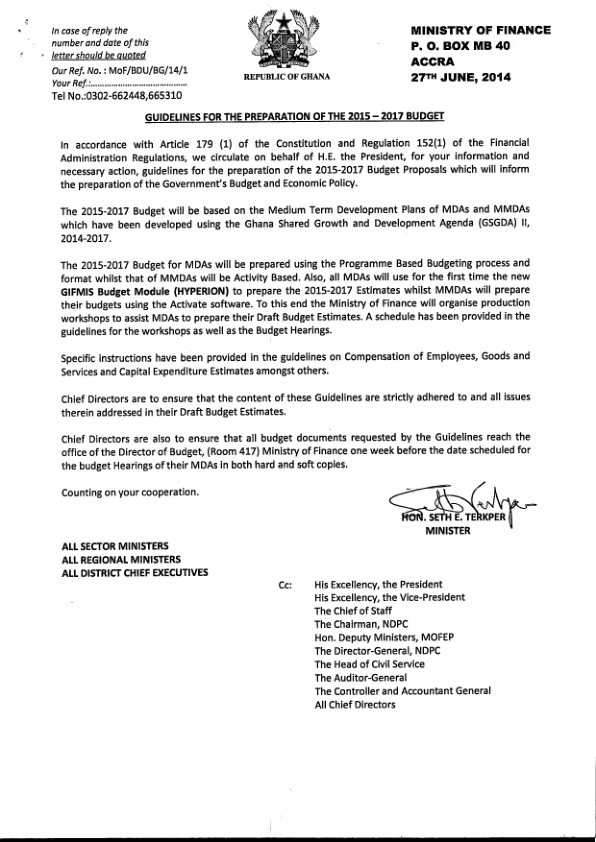 In case of reply the
number and date of this
letter should be quoted
Our Ref. No. : MoF/BDU/BG/14/1
Your Ref.:................................................
Tel No.:0302-662448,665310
REPUBLIC OF GHANA
MINISTRY OF FINANCE
P. O. BOX MB 40
ACCRA
27TH JUNE, 2014
GUIDELINES FOR THE PREPARATION OF THE 2015 – 2017 BUDGET
In accordance with Article 179 (1) of the Constitution and Regulation 152(1) of the Financial
Administration Regulations, we circulate on behalf of H.E. the President, for your information and
necessary action, guidelines for the preparation of the 2015-2017 Budget Proposals which will inform
the preparation of the Government's Budget and Economic Policy.
The 2015-2017 Budget will be based on the Medium Term Development Plans of MDAs and MMDAs
which have been developed using the Ghana Shared Growth and Development Agenda (GSGDA) II,
2014-2017.
The 2015-2017 Budget for MDAs will be prepared using the Programme Based Budgeting process and
format whilst that of MMDAs will be Activity Based. Also, all MDAs will use for the first time the new
GIFMIS Budget Module (HYPERION) to prepare the 2015-2017 Estimates whilst MMDAs will prepare
their budgets using the Activate software. To this end the Ministry of Finance will organise production
workshops to assist MDAs to prepare their Draft Budget Estimates. A schedule has been provided in the
guidelines for the workshops as well as the Budget Hearings.
Specific instructions have been provided in the guidelines on Compensation of Employees, Goods and
Services and Capital Expenditure Estimates amongst others.
Chief Directors are to ensure that the content of these Guidelines are strictly adhered to and all issues
therein addressed in their Draft Budget Estimates.
Chief Directors are also to ensure that all budget documents requested by the Guidelines reach the
office of the Director of Budget, (Room 417) Ministry of Finance one week before the date scheduled for
the budget Hearings of their MDAs in both hard and soft copies.
Counting on your cooperation.
HON. SETH E. TERKPER
MINISTER
ALL SECTOR MINISTERS
ALL REGIONAL MINISTERS
ALL DISTRICT CHIEF EXECUTIVES
Cc: His Excellency, the President
His Excellency, the Vice-President
The Chief of Staff
The Chairman, NDPC
Hon. Deputy Ministers, MOFEP
The Director-General, NDPC
The Head of Civil Service
The Auditor-General
The Controller and Accountant General
All Chief Directors